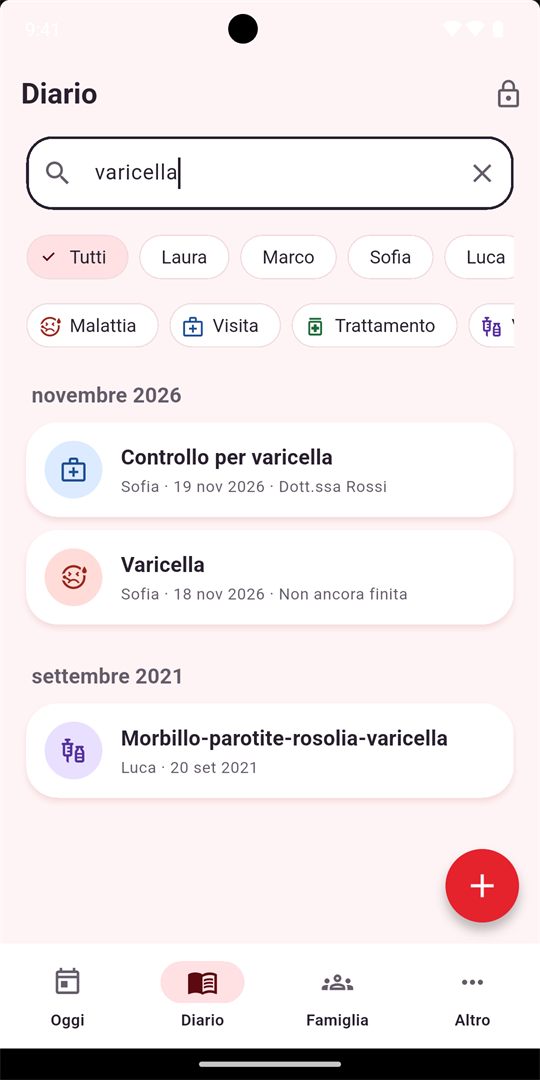 9:41
Diario
varicella
Tutti
Laura
Marco
Sofia
Luca
Malattia
Visita
Trattamento
novembre 2026
Controllo per varicella
Sofia · 19 nov 2026 · Dott.ssa Rossi
Varicella
Sofia · 18 nov 2026 · Non ancora finita
settembre 2021
Morbillo-parotite-rosolia-varicella
Luca · 20 set 2021
Oggi
Diario
Famiglia
Altro